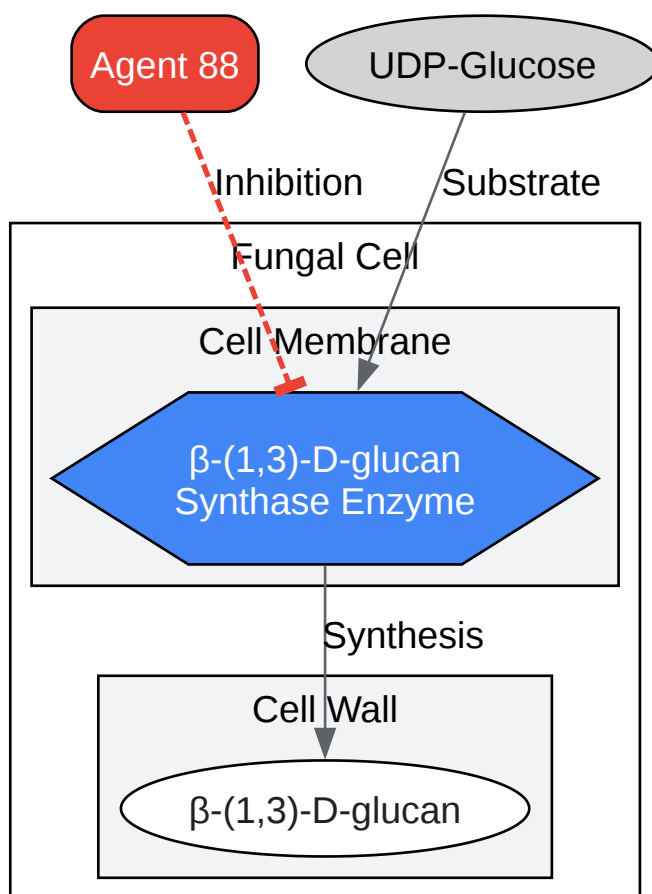 Agent 88
UDP-Glucose
Inhibition
Substrate
Fungal Cell
Cell Membrane
β-(1,3)-D-glucan
Synthase Enzyme
Synthesis
Cell Wall
β-(1,3)-D-glucan